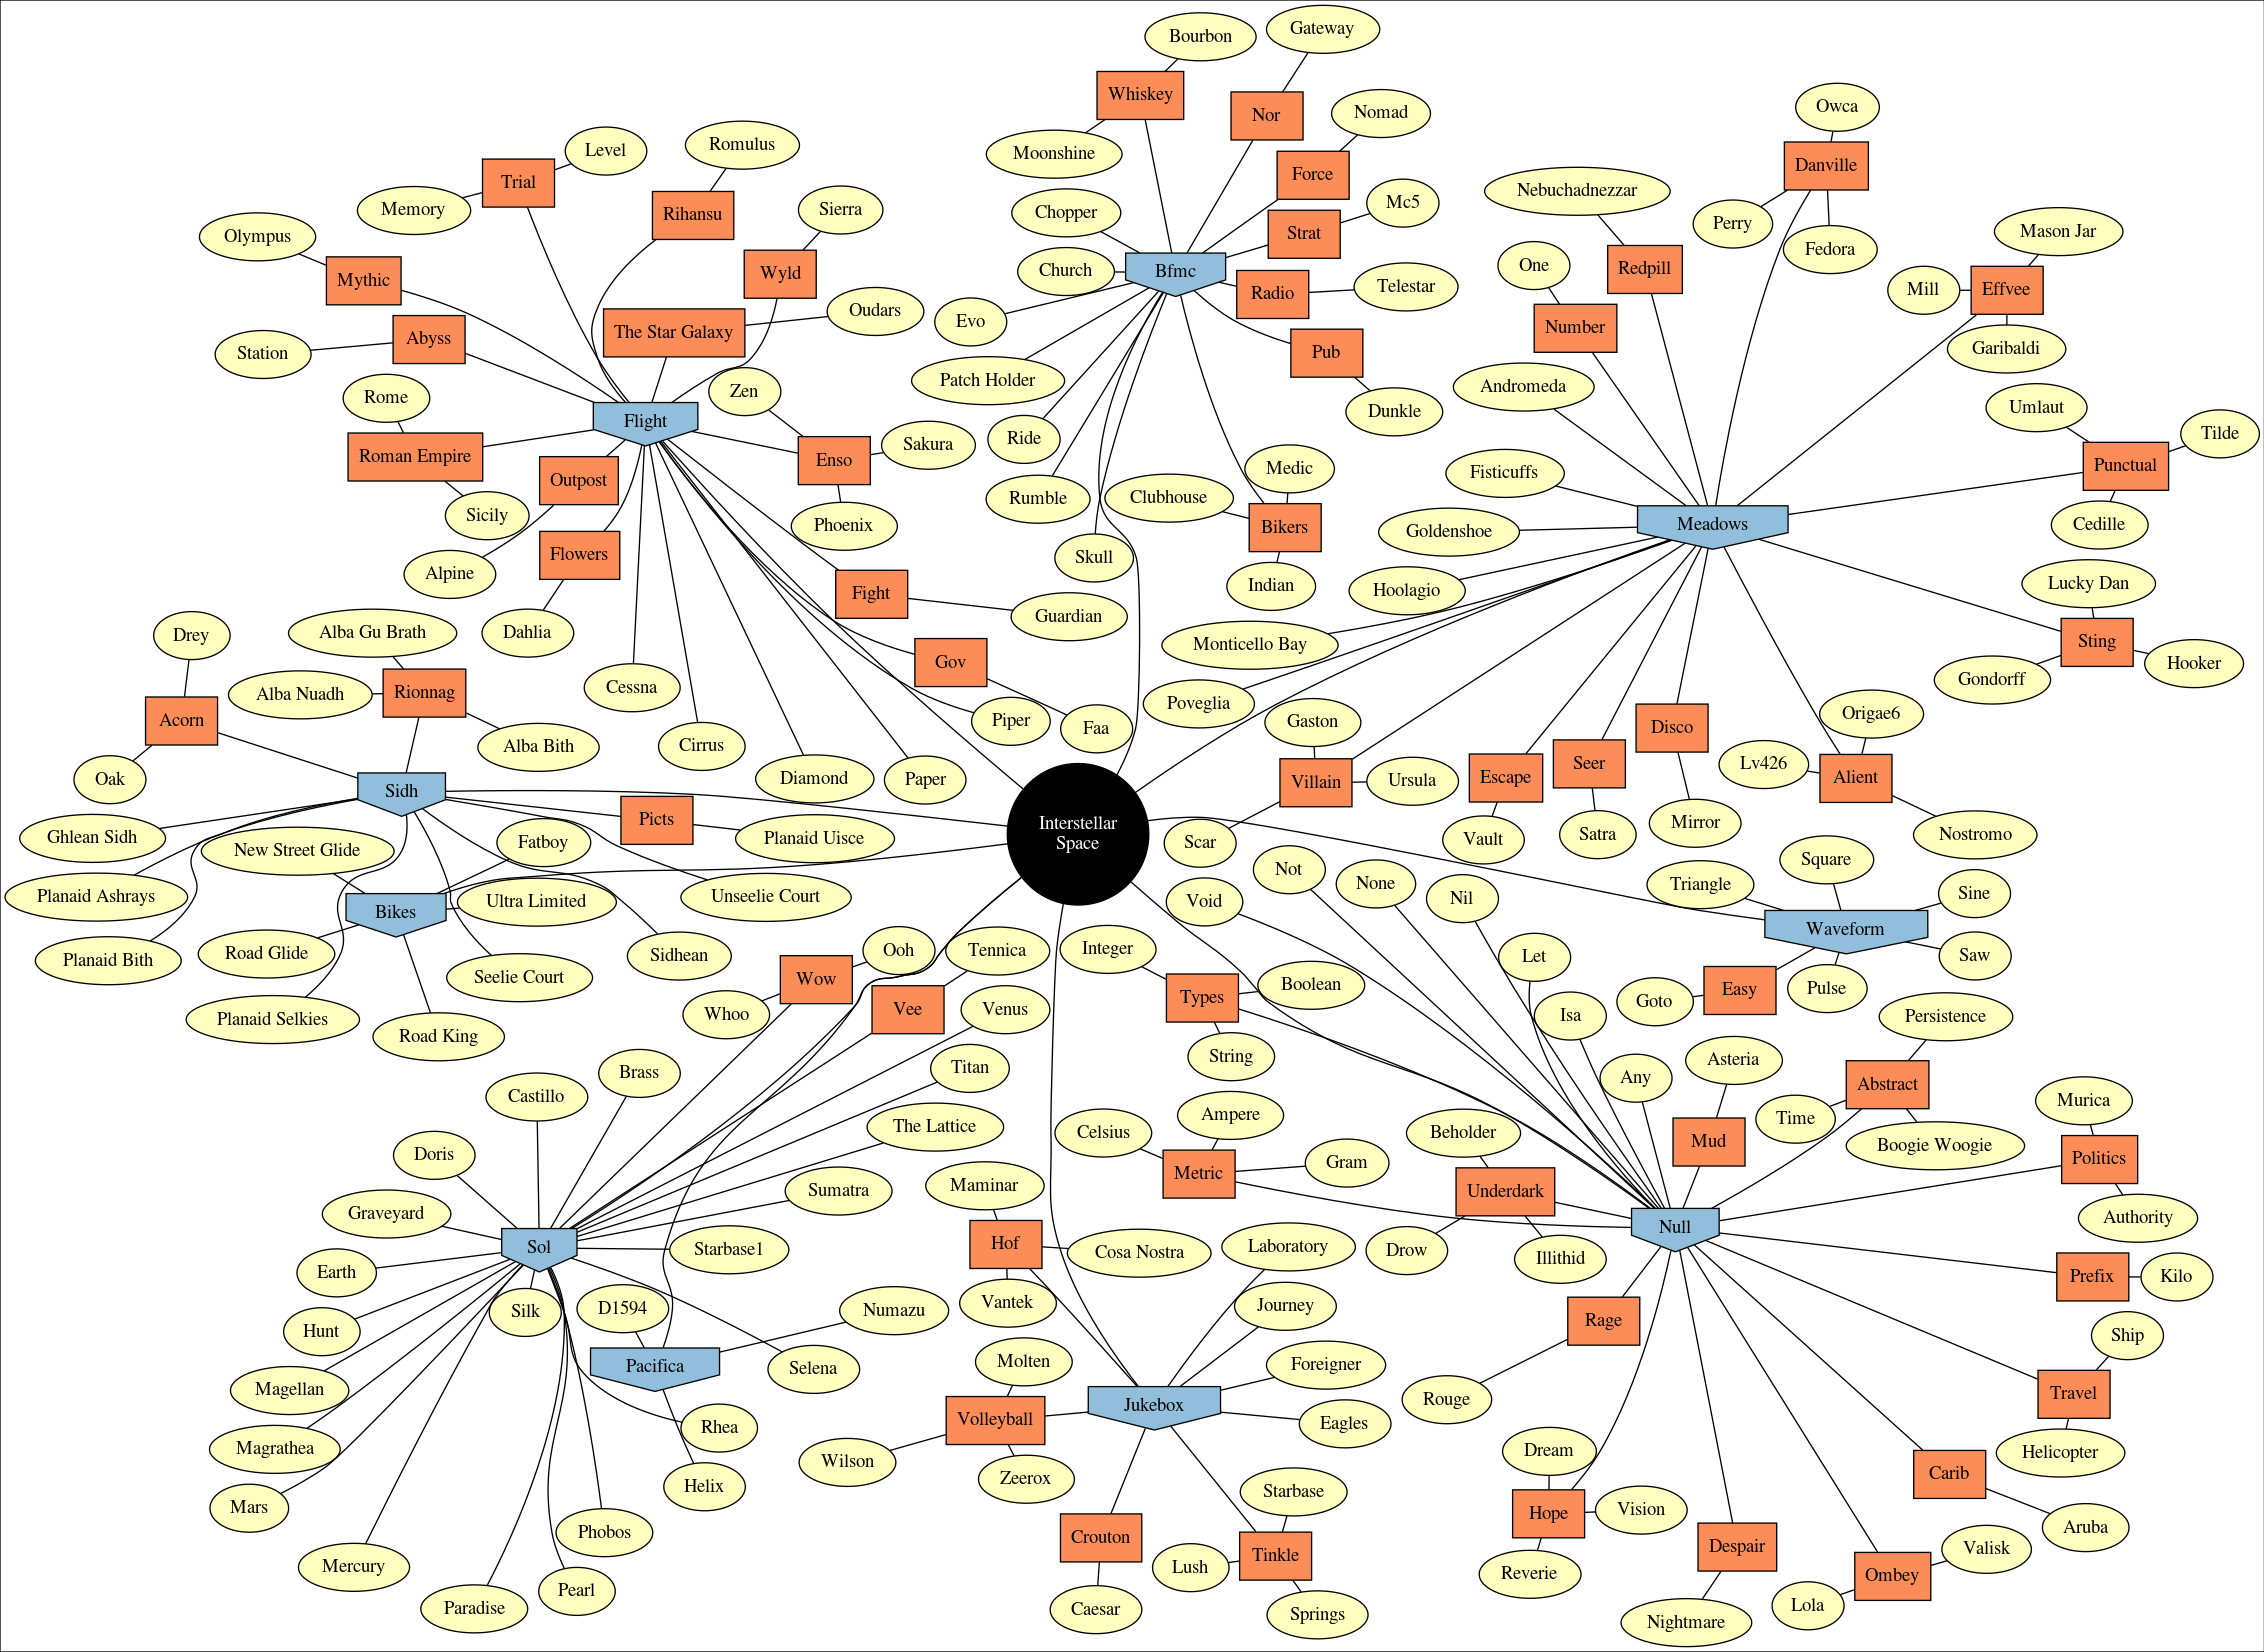 Gateway
Bourbon
Whiskey
Nor
Nomad
Owca
Level
Romulus
Moonshine
Force
Danville
Trial
Nebuchadnezzar
Memory
Rihansu
Sierra
Chopper
Mc5
Perry
Mason Jar
Olympus
Strat
Fedora
Wyld
Church
Bfmc
One
Redpill
Mythic
Radio
Telestar
Mill
Effvee
Oudars
Evo
Number
The Star Galaxy
Abyss
Station
Pub
Garibaldi
Patch Holder
Andromeda
Rome
Zen
Dunkle
Umlaut
Flight
Tilde
Ride
Sakura
Roman Empire
Enso
Medic
Fisticuffs
Punctual
Outpost
Rumble
Clubhouse
Sicily
Phoenix
Bikers
Meadows
Cedille
Goldenshoe
Flowers
Skull
Alpine
Indian
Hoolagio
Lucky Dan
Fight
Guardian
Drey
Alba Gu Brath
Dahlia
Monticello Bay
Sting
Gov
Hooker
Alba Nuadh
Rionnag
Cessna
Gondorff
Poveglia
Acorn
Piper
Faa
Gaston
Disco
Origae6
Alba Bith
Cirrus
Oak
Diamond
Paper
Villain
Ursula
Escape
Seer
Lv426
Alient
Sidh
Picts
Interstellar
Space
Ghlean Sidh
Planaid Uisce
Scar
Vault
Satra
Mirror
Nostromo
New Street Glide
Fatboy
Square
Not
None
Triangle
Planaid Ashrays
Unseelie Court
Ultra Limited
Void
Nil
Sine
Bikes
Waveform
Road Glide
Ooh
Tennica
Integer
Let
Saw
Planaid Bith
Sidhean
Seelie Court
Wow
Boolean
Types
Easy
Pulse
Goto
Planaid Selkies
Whoo
Vee
Venus
Isa
Persistence
Road King
String
Brass
Titan
Asteria
Any
Abstract
Castillo
Ampere
Murica
The Lattice
Celsius
Beholder
Time
Mud
Boogie Woogie
Doris
Gram
Metric
Politics
Maminar
Sumatra
Underdark
Graveyard
Authority
Null
Sol
Starbase1
Hof
Cosa Nostra
Laboratory
Drow
Illithid
Earth
Prefix
Kilo
Silk
D1594
Numazu
Vantek
Journey
Hunt
Rage
Ship
Pacifica
Selena
Molten
Foreigner
Magellan
Rouge
Travel
Jukebox
Volleyball
Rhea
Eagles
Magrathea
Dream
Helicopter
Wilson
Zeerox
Helix
Starbase
Carib
Mars
Hope
Vision
Phobos
Crouton
Aruba
Tinkle
Despair
Valisk
Mercury
Lush
Reverie
Ombey
Pearl
Paradise
Caesar
Springs
Lola
Nightmare